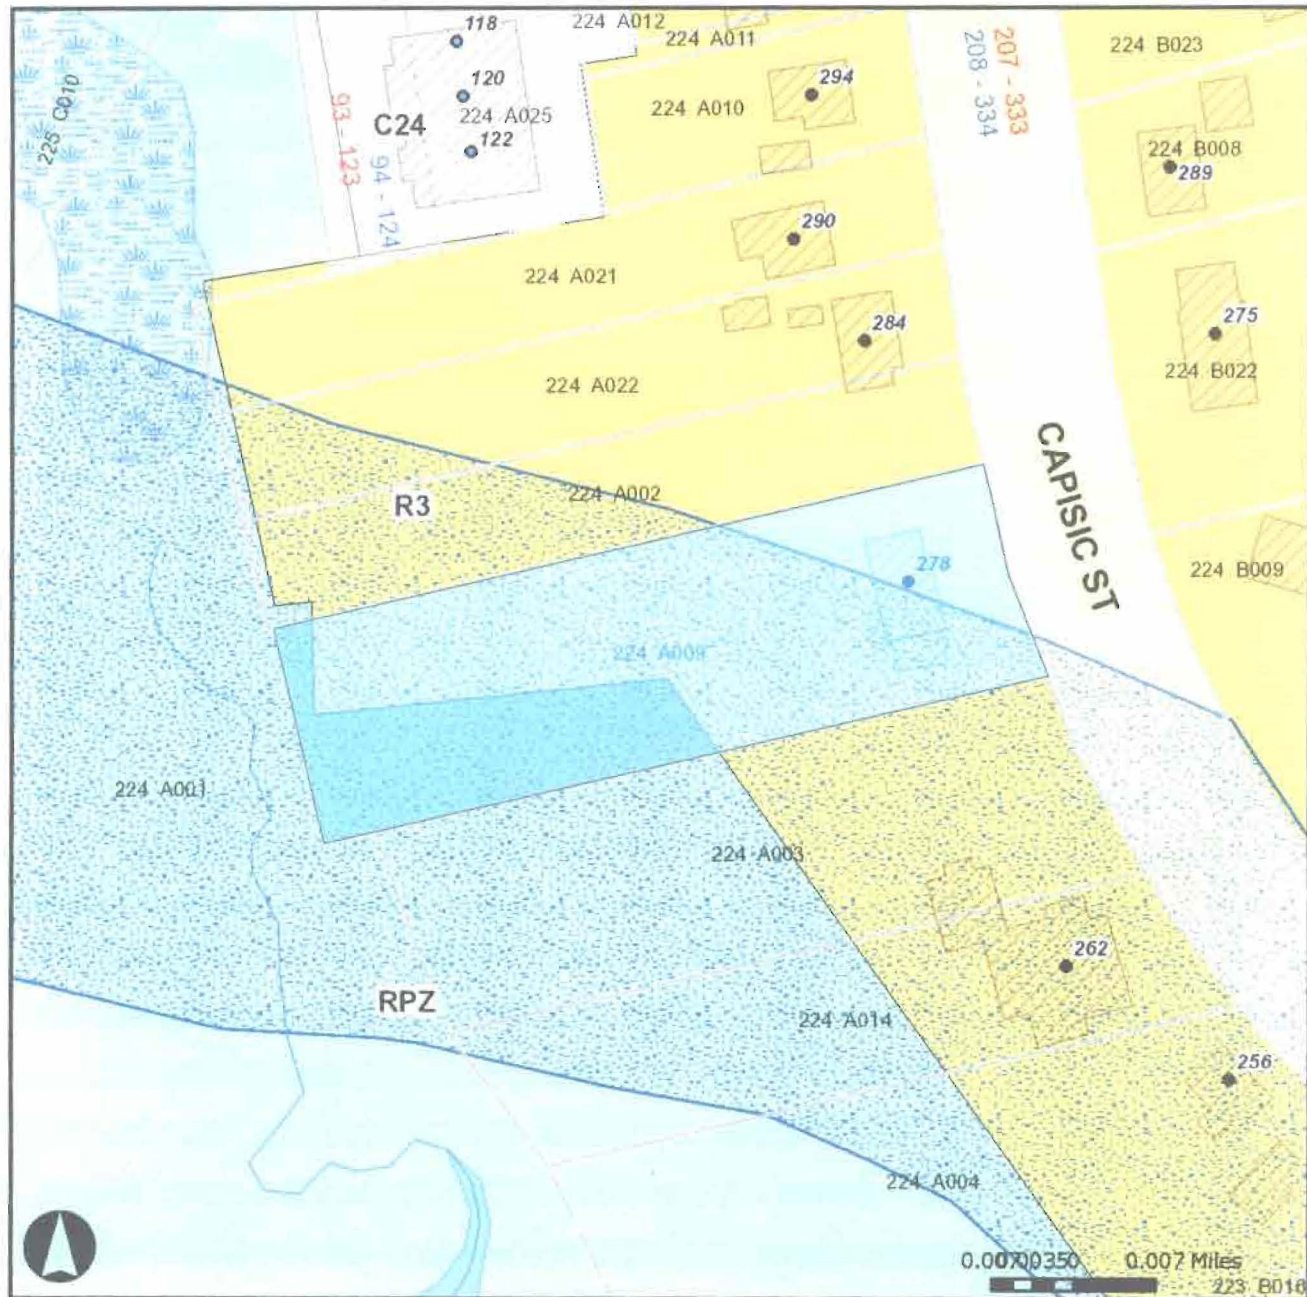 118
224 A012
224 A011
207 - 333
208 - 334
224 B023
225 C010
120
294
93 - 123
C24
224 A025
224 A010
122
94 - 124
224 B008
289
290
224 A021
275
284
224 A022
224 B022
CAPISIC ST
R3
224 A002
278
224 B009
224 A009
224 A001
224 A003
262
RPZ
224 A014
256
224 A004
0.007 Miles
223 B016